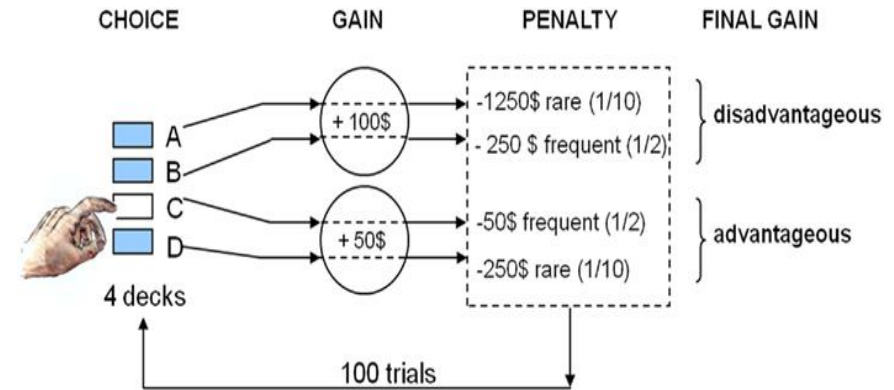 CHOICE GAIN PENALTY FINAL GAIN
A
B
C
D
4 decks
+ 100$
+ 50$
-1250$ rare (1/10)
- 250 $ frequent (1/2)
-50$ frequent (1/2)
-250$ rare (1/10)
disadvantageous
advantageous
100 trials